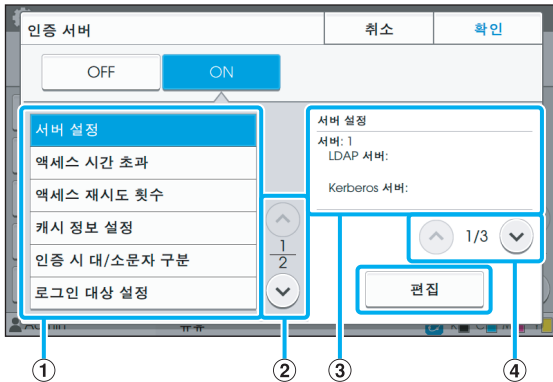 인증 서버
취소
확인
OFF
ON
서버 설정
액세스 시간 초과
액세스 재시도 횟수
캐시 정보 설정
인증 시 대/소문자 구분
로그인 대상 설정
1
2
서버 설정
서버: 1
LDAP 서버:
Kerberos 서버:
1/3
편집
1
2
3
4